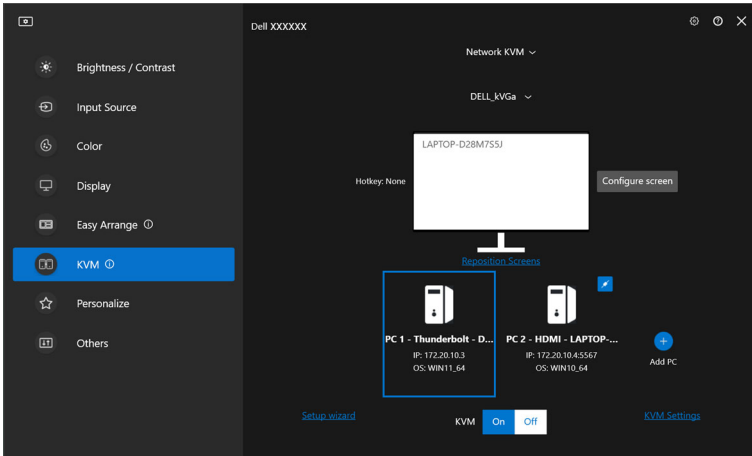 Dell XXXXXX
Brightness / Contrast
Input Source
Color
Display
Easy Arrange
KVM
Personalize
Others
Network KVM
DELL_kVGa
LAPTOP-D28M7S5J
Hotkey: None
Configure screen
Reposition Screens
PC 1 - Thunderbolt - D...
IP: 172.20.10.3
OS: WIN11_64
PC 2 - HDMI - LAPTOP-...
IP: 172.20.10.4:5567
OS: WIN10_64
Add PC
Setup wizard
KVM
On
Off
KVM Settings